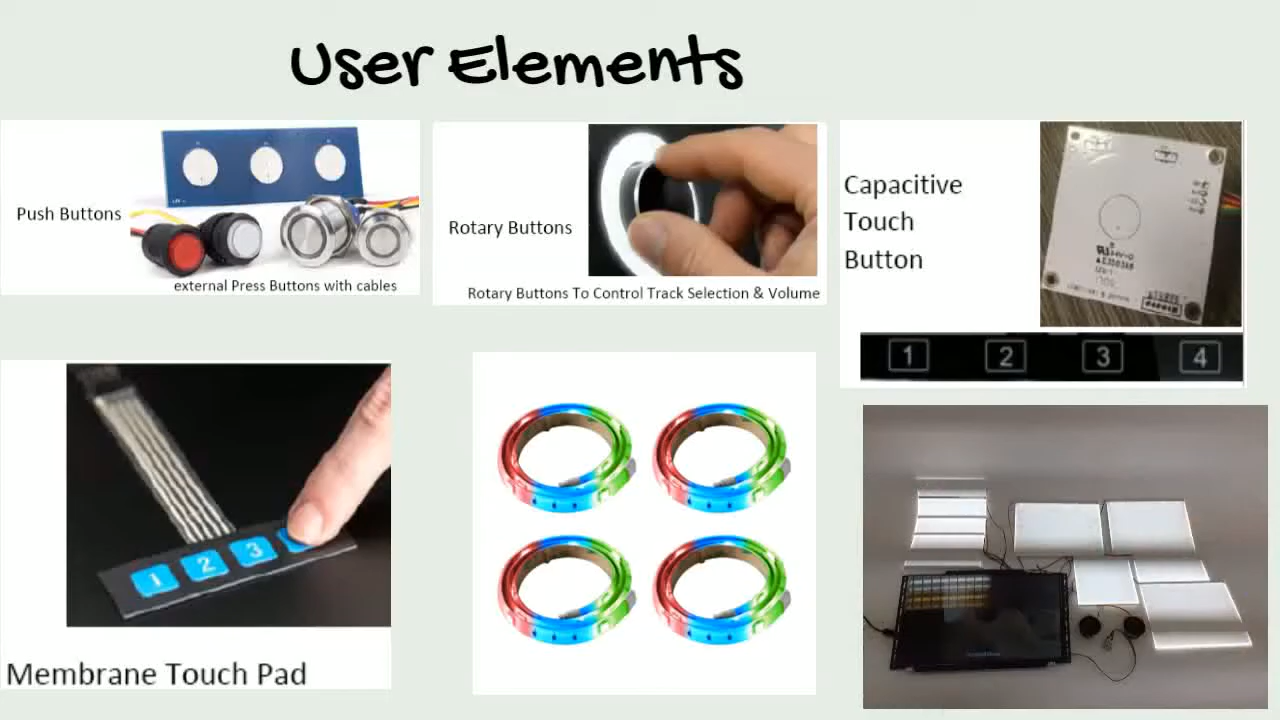 User Elements
Push Buttons
external Press Buttons with cables
Rotary Buttons
Rotary Buttons To Control Track Selection & Volume
Capacitive
Touch
Button
1 2 3 4
1 2 3
Membrane Touch Pad